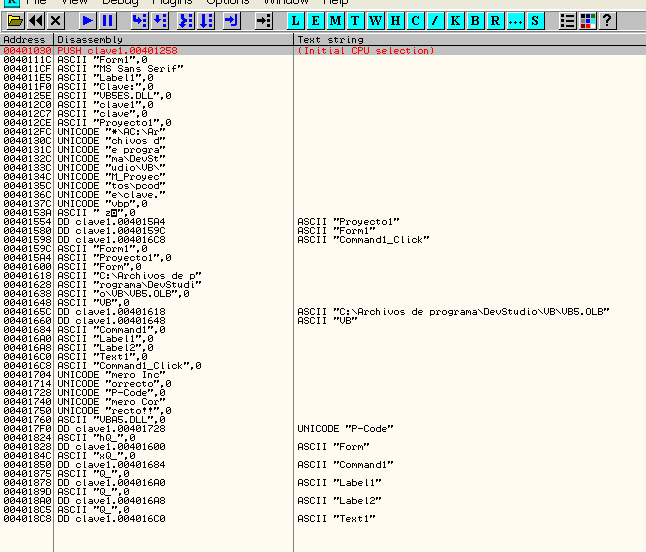 File View Debug Plugins Options Window Help
L E M T W H C / K B R ... S ?
Address Disassembly Text string
00401030 PUSH clave1.00401258 (Initial CPU selection)
0040111C ASCII "Form1",0
004011CF ASCII "MS Sans Serif"
004011E5 ASCII "Label1",0
004011F0 ASCII "Clave:",0
0040125E ASCII "VB5ES.DLL",0
004012C0 ASCII "clave1",0
004012C7 ASCII "clave",0
004012CE ASCII "Proyecto1",0
004012FC UNICODE "*\AC:\Ar"
0040130C UNICODE "chivos d"
0040131C UNICODE "e progra"
0040132C UNICODE "ma\DevSt"
0040133C UNICODE "udio\VB\"
0040134C UNICODE "M_Proyec"
0040135C UNICODE "tos\pcod"
0040136C UNICODE "e\clave."
0040137C UNICODE "vbp",0
0040153A ASCII " z◘",0
00401554 DD clave1.004015A4 ASCII "Proyecto1"
00401580 DD clave1.0040159C ASCII "Form1"
00401598 DD clave1.004016C8 ASCII "Command1_Click"
0040159C ASCII "Form1",0
004015A4 ASCII "Proyecto1",0
00401600 ASCII "Form",0
00401618 ASCII "C:\Archivos de p"
00401628 ASCII "rograma\DevStudi"
00401638 ASCII "o\VB\VB5.OLB",0
00401648 ASCII "VB",0
0040165C DD clave1.00401618 ASCII "C:\Archivos de programa\DevStudio\VB\VB5.OLB"
00401660 DD clave1.00401648 ASCII "VB"
00401684 ASCII "Command1",0
004016A0 ASCII "Label1",0
004016A8 ASCII "Label2",0
004016C0 ASCII "Text1",0
004016C8 ASCII "Command1_Click",0
00401704 UNICODE "mero Inc"
00401714 UNICODE "orrecto",0
00401728 UNICODE "P-Code",0
00401740 UNICODE "mero Cor"
00401750 UNICODE "recto!!",0
00401760 ASCII "VBA5.DLL",0
004017F0 DD clave1.00401728 UNICODE "P-Code"
00401824 ASCII "hQ_",0
00401828 DD clave1.00401600 ASCII "Form"
0040184C ASCII "xQ_",0
00401850 DD clave1.00401684 ASCII "Command1"
00401875 ASCII "Q_",0
00401878 DD clave1.004016A0 ASCII "Label1"
0040189D ASCII "Q_",0
004018A0 DD clave1.004016A8 ASCII "Label2"
004018C5 ASCII "Q_",0
004018C8 DD clave1.004016C0 ASCII "Text1"